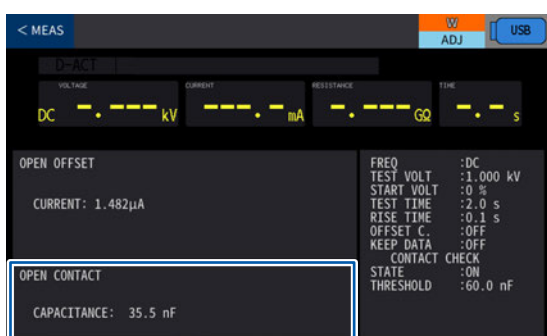 < MEAS
W
ADJ
USB
D-ACT
VOLTAGE
CURRENT
RESISTANCE
TIME
DC -.--- kV
---.- mA
-.--- GΩ
-.- s
OPEN OFFSET
CURRENT: 1.482μA
OPEN CONTACT
CAPACITANCE: 35.5 nF
FREQ :DC
TEST VOLT :1.000 kV
START VOLT :0 %
TEST TIME :2.0 s
RISE TIME :0.1 s
OFFSET C. :OFF
KEEP DATA :OFF
CONTACT CHECK
STATE :ON
THRESHOLD :60.0 nF